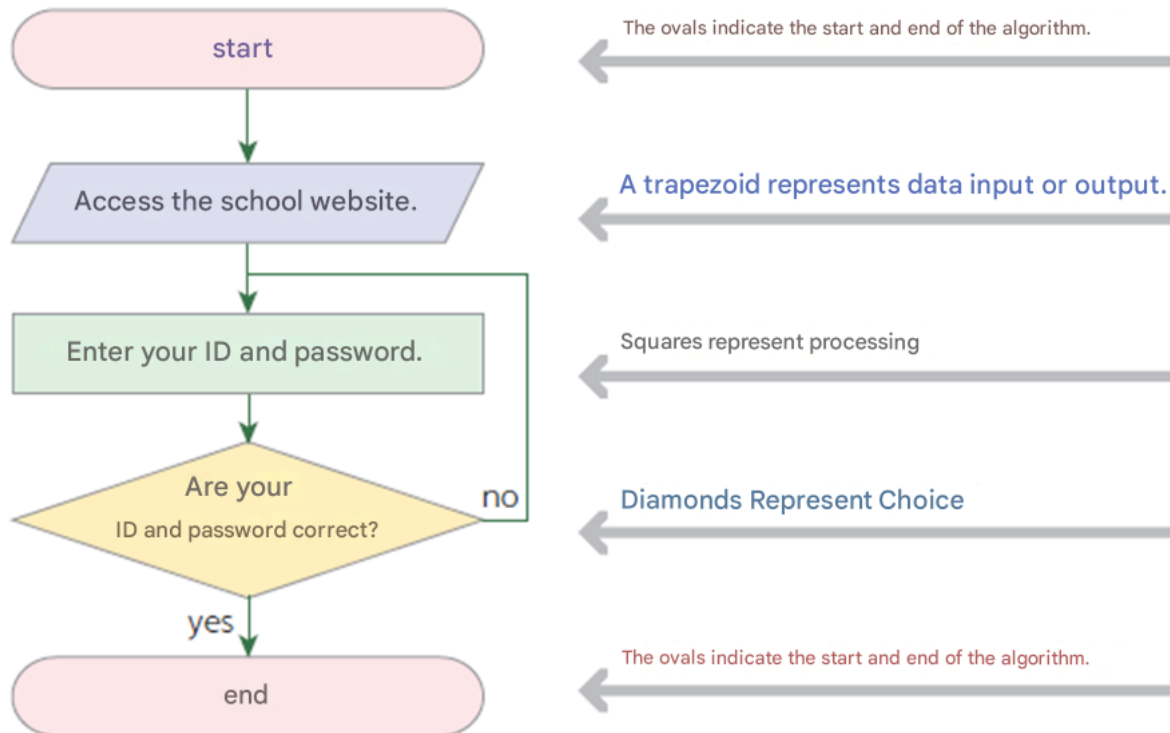 start
The ovals indicate the start and end of the algorithm.
Access the school website.
A trapezoid represents data input or output.
Enter your ID and password.
Squares represent processing
Are your
ID and password correct?
no
Diamonds Represent Choice
yes
The ovals indicate the start and end of the algorithm.
end